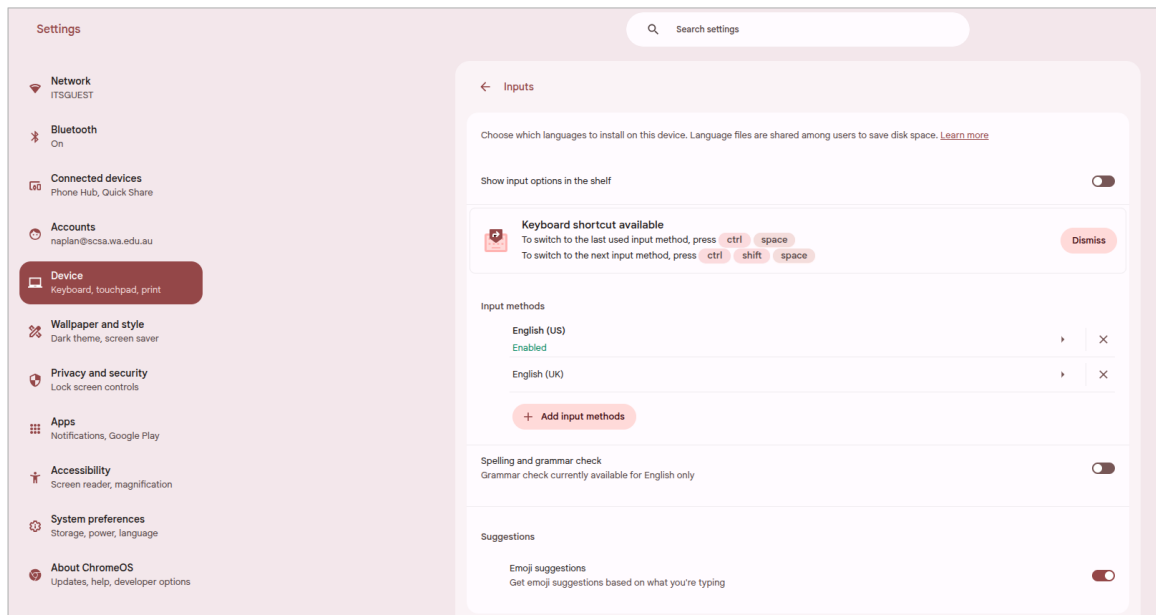 Settings
Search settings
Network
ITSGUEST
Bluetooth
On
Connected devices
Phone Hub, Quick Share
Accounts
naplan@scsa.wa.edu.au
Device
Keyboard, touchpad, print
Wallpaper and style
Dark theme, screen saver
Privacy and security
Lock screen controls
Apps
Notifications, Google Play
Accessibility
Screen reader, magnification
System preferences
Storage, power, language
About ChromeOS
Updates, help, developer options
Inputs
Choose which languages to install on this device. Language files are shared among users to save disk space. Learn more
Show input options in the shelf
Keyboard shortcut available
To switch to the last used input method, press ctrl space
To switch to the next input method, press ctrl shift space
Dismiss
Input methods
English (US)
Enabled
English (UK)
+ Add input methods
Spelling and grammar check
Grammar check currently available for English only
Suggestions
Emoji suggestions
Get emoji suggestions based on what you're typing